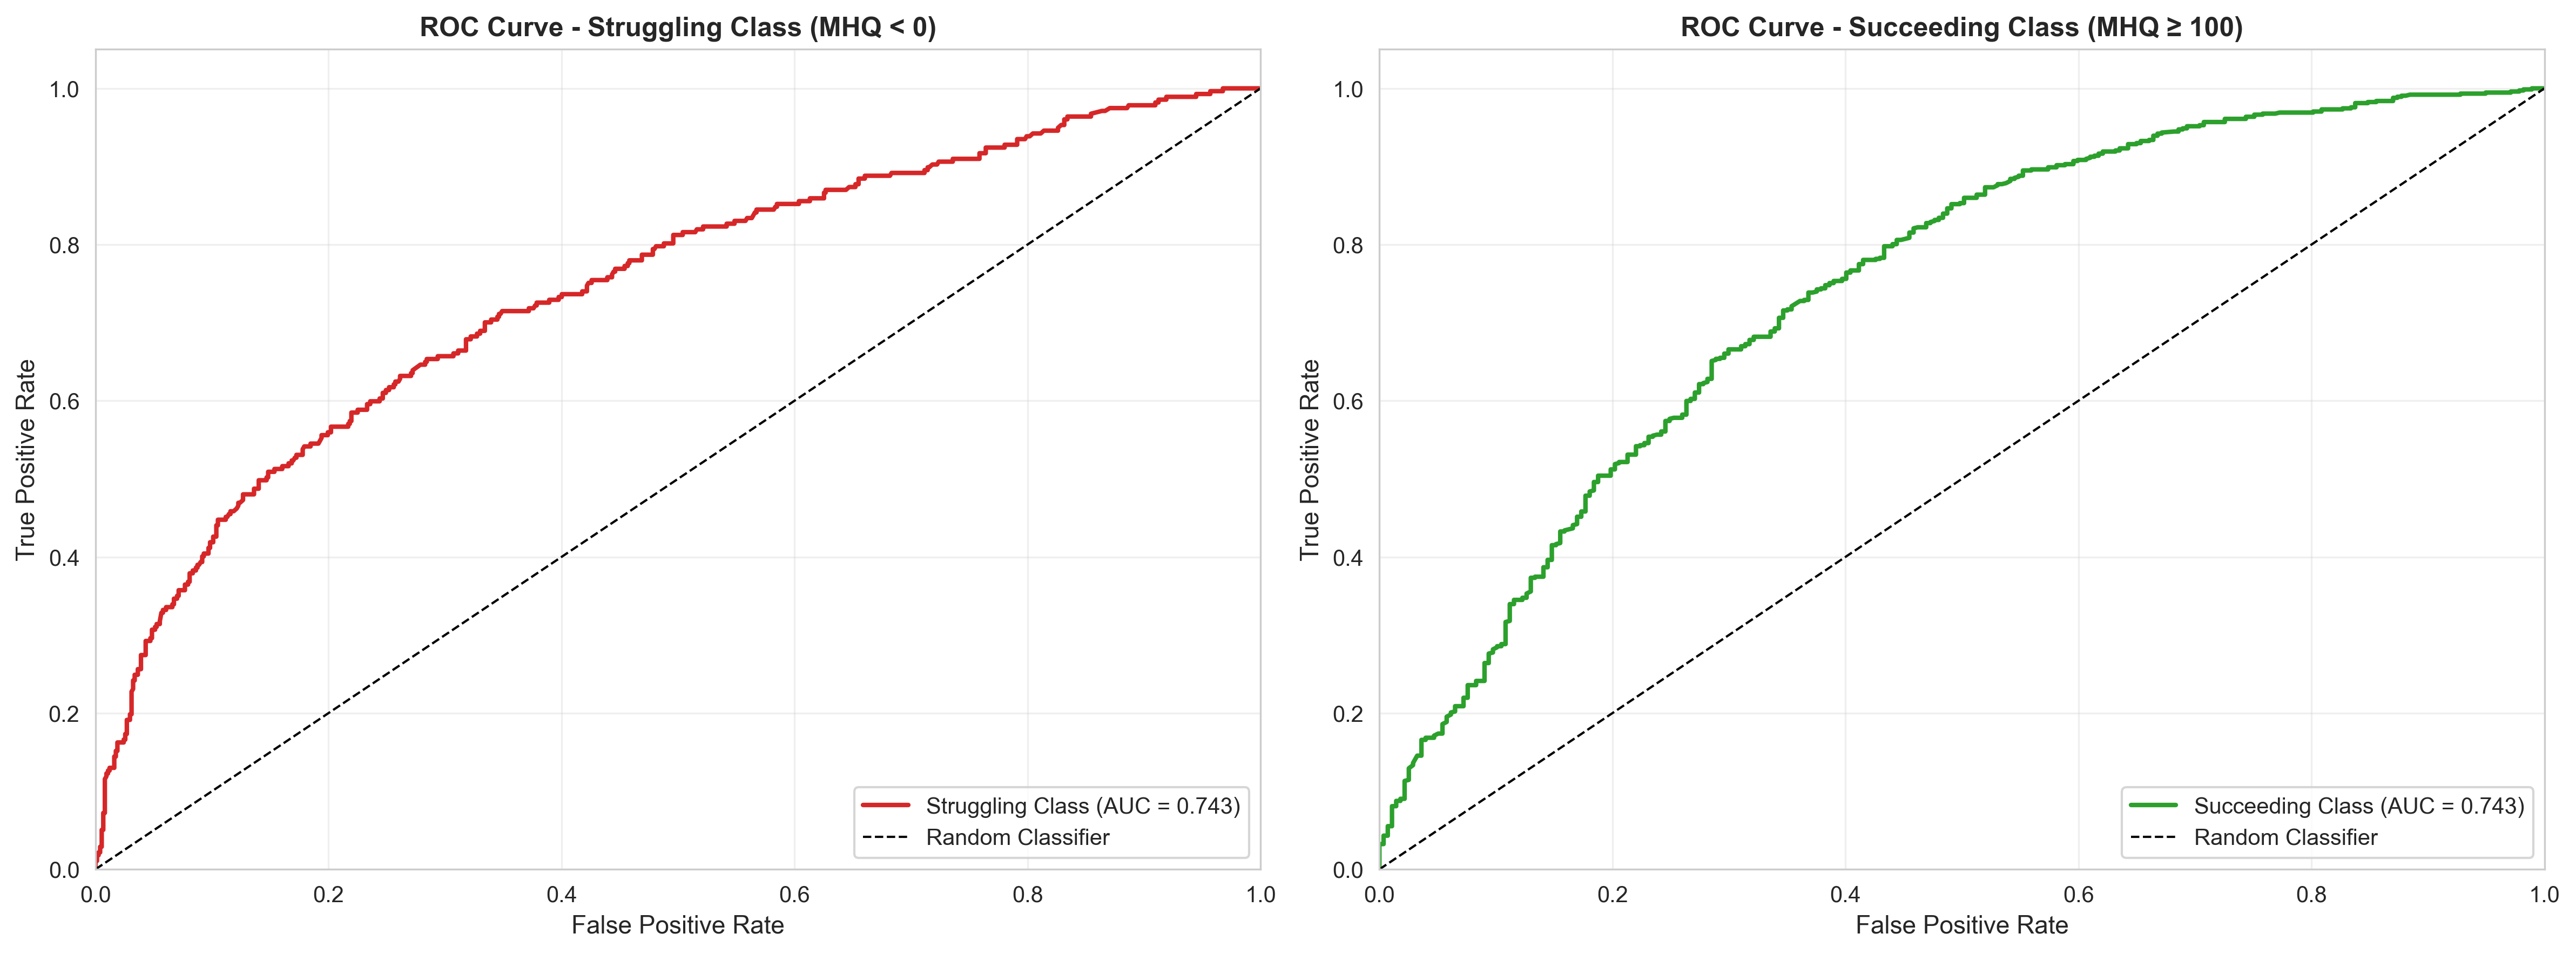 ROC Curve - Struggling Class (MHQ < 0)
True Positive Rate
1.0
0.8
0.6
0.4
0.2
0.0
0.0 0.2 0.4 0.6 0.8 1.0
False Positive Rate
Struggling Class (AUC = 0.743)
Random Classifier
ROC Curve - Succeeding Class (MHQ ≥ 100)
True Positive Rate
1.0
0.8
0.6
0.4
0.2
0.0
0.0 0.2 0.4 0.6 0.8 1.0
False Positive Rate
Succeeding Class (AUC = 0.743)
Random Classifier